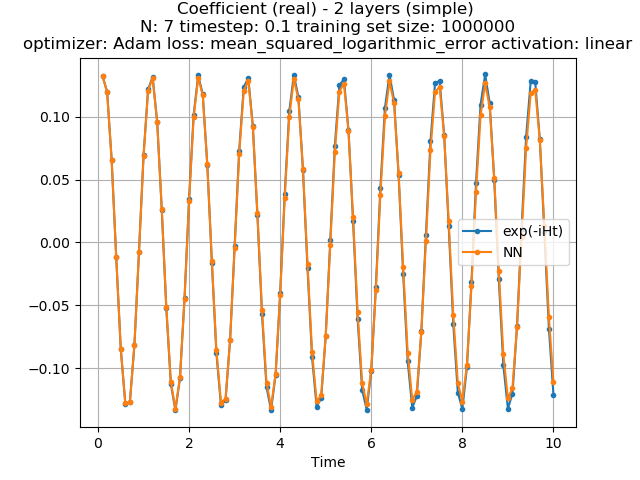 Coefficient (real) - 2 layers (simple)
N: 7 timestep: 0.1 training set size: 1000000
optimizer: Adam loss: mean_squared_logarithmic_error activation: linear
0.10
0.05
0.00
−0.05
−0.10
exp(-iHt)
NN
0 2 4 6 8 10
Time